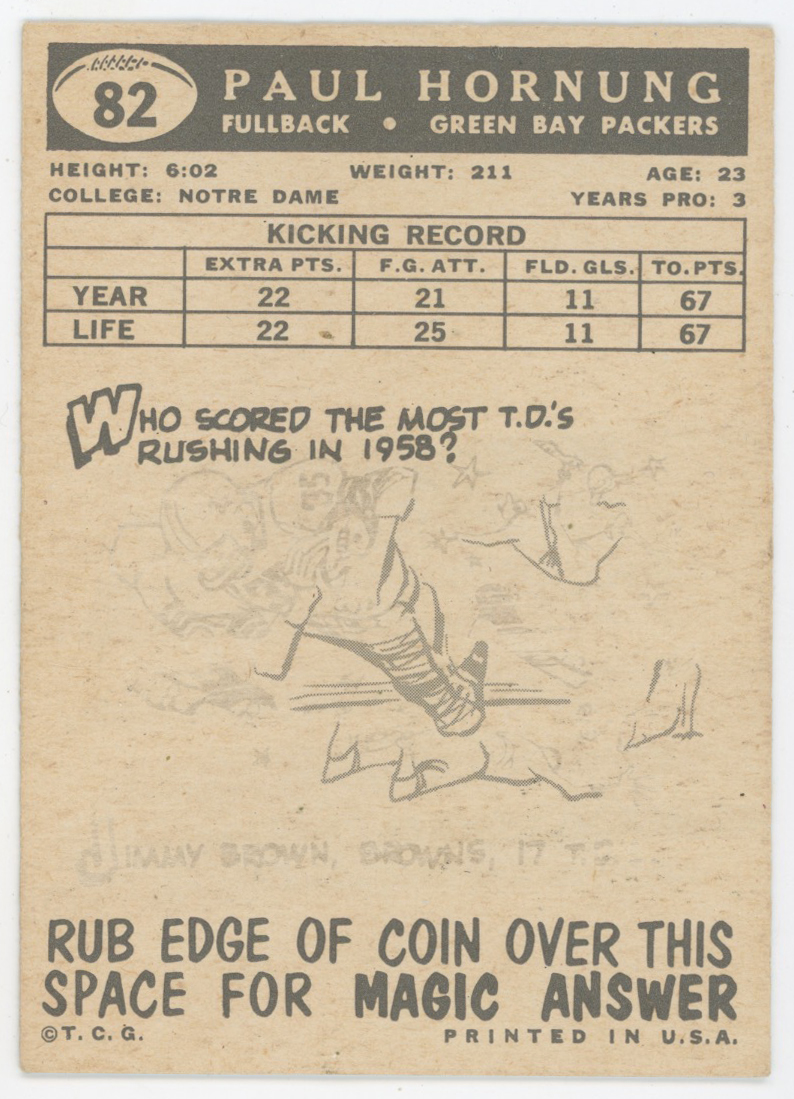 82
PAUL HORNUNG
FULLBACK • GREEN BAY PACKERS
HEIGHT: 6:02 WEIGHT: 211 AGE: 23
COLLEGE: NOTRE DAME YEARS PRO: 3
KICKING RECORD
EXTRA PTS. F.G. ATT. FLD. GLS. TO. PTS.
YEAR 22 21 11 67
LIFE 22 25 11 67
WHO SCORED THE MOST T.D.'S
RUSHING IN 1958?
JIMMY BROWN, BROWNS, 17
RUB EDGE OF COIN OVER THIS
SPACE FOR MAGIC ANSWER
©T.C.G. PRINTED IN U.S.A.